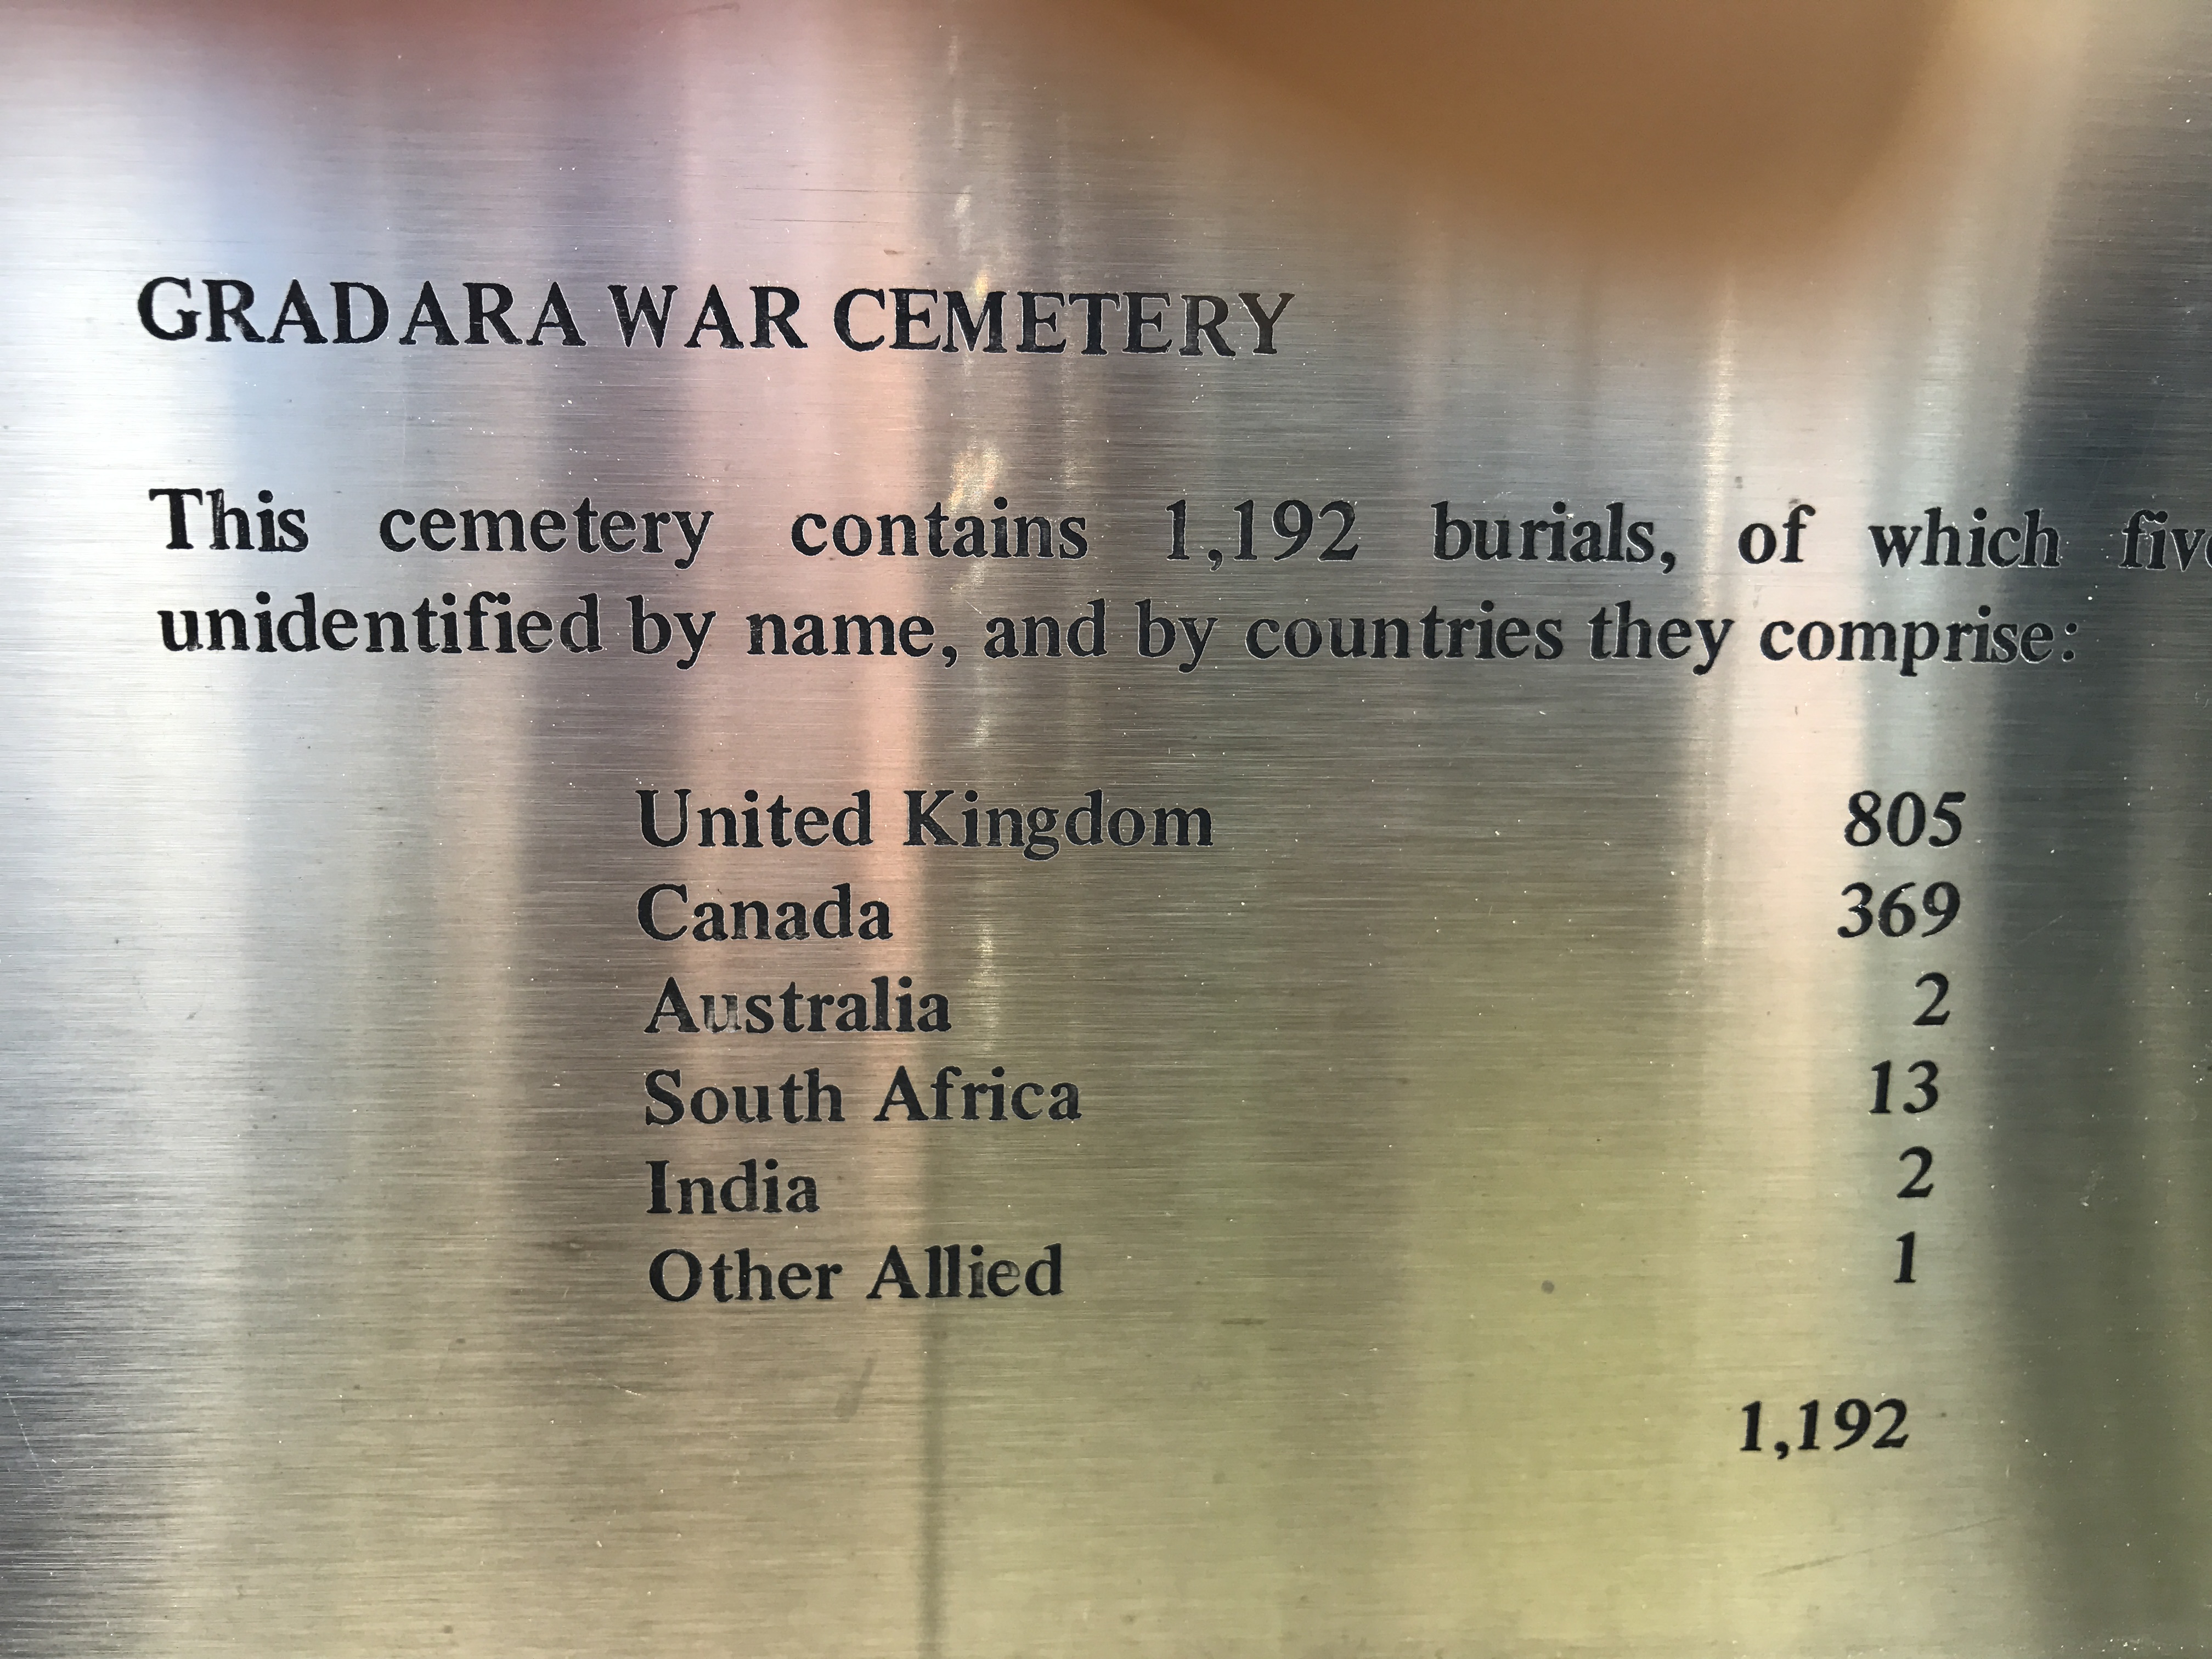 GRADARA WAR CEMETERY
This cemetery contains 1,192 burials, of which
unidentified by name, and by countries they comprise:
United Kingdom 805
Canada 369
Australia 2
South Africa 13
India 2
Other Allied 1
1,192